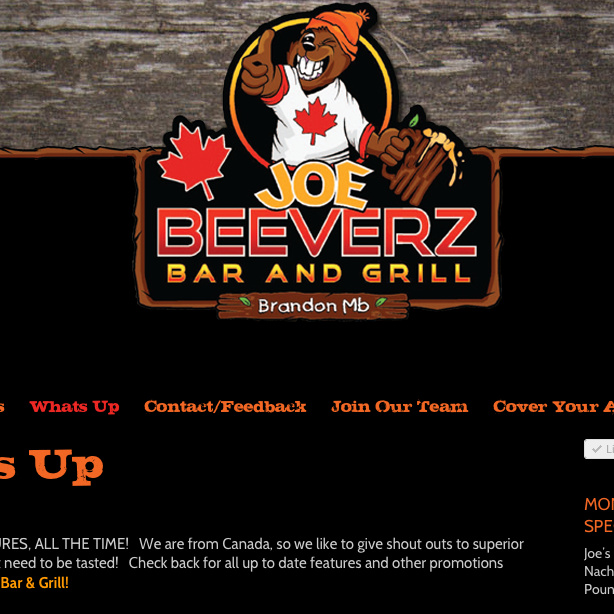 JOE
BEEVERZ
BAR AND GRILL
Brandon Mb
Whats Up
Contact/Feedback
Join Our Team
Cover Your
s Up
URES, ALL THE TIME! We are from Canada, so we like to give shout outs to superior
need to be tasted! Check back for all up to date features and other promotions
Bar & Grill!
MON
SPE
Joe's
Nach
Poun